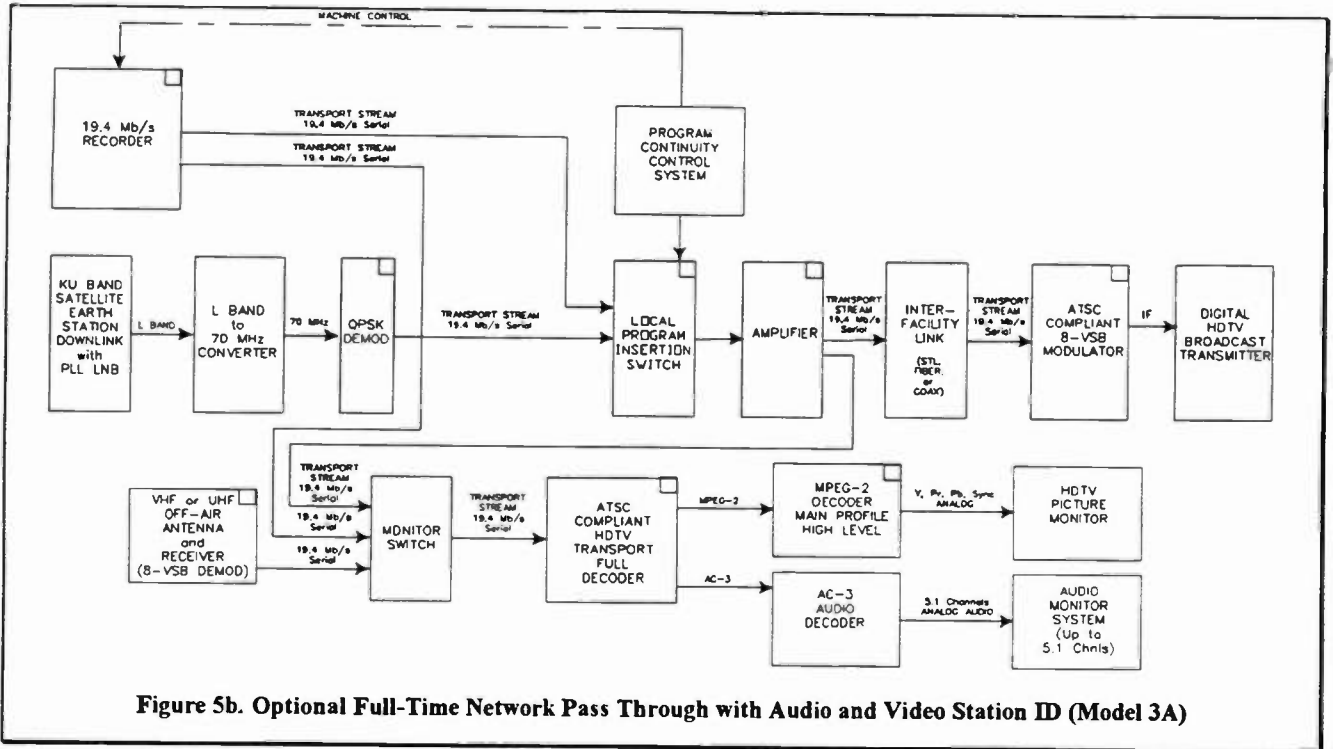 MACHINE CONTROL
19.4 Mb/s
RECORDER
TRANSPORT STREAM
19.4 Mb/s Serial
TRANSPORT STREAM
19.4 Mb/s Serial
PROGRAM
CONTINUITY
CONTROL
SYSTEM
KU BAND
SATELLITE
EARTH
STATION
DOWNLINK
with
PLL LNB
L BAND
L BAND
to
70 MHz
CONVERTER
70 MHz
QPSK
DEMOD
TRANSPORT STREAM
19.4 Mb/s Serial
LOCAL
PROGRAM
INSERTION
SWITCH
AMPLIFIER
TRANSPORT
STREAM
19.4 Mb/s
Serial
INTER-
FACILITY
LINK
(STL,
FIBER,
or
COAX)
TRANSPORT
STREAM
19.4 Mb/s
Serial
ATSC
COMPLIANT
8-VSB
MODULATOR
IF
DIGITAL
HDTV
BROADCAST
TRANSMITTER
VHF or UHF
OFF-AIR
ANTENNA
and
RECEIVER
(8-VSB DEMOD)
TRANSPORT
STREAM
19.4 Mb/s
Serial
19.4 Mb/s
Serial
19.4 Mb/s
Serial
MONITOR
SWITCH
TRANSPORT
STREAM
19.4 Mb/s
Serial
ATSC
COMPLIANT
HDTV
TRANSPORT
FULL
DECODER
MPEG-2
MPEG-2
DECODER
MAIN PROFILE
HIGH LEVEL
Y, Pr, Pb, Sync
ANALOG
HDTV
PICTURE
MONITOR
AC-3
AC-3
AUDIO
DECODER
5.1 Channels
ANALOG AUDIO
AUDIO
MONITOR
SYSTEM
(Up to
5.1 Chnls)
Figure 5b. Optional Full-Time Network Pass Through with Audio and Video Station ID (Model 3A)